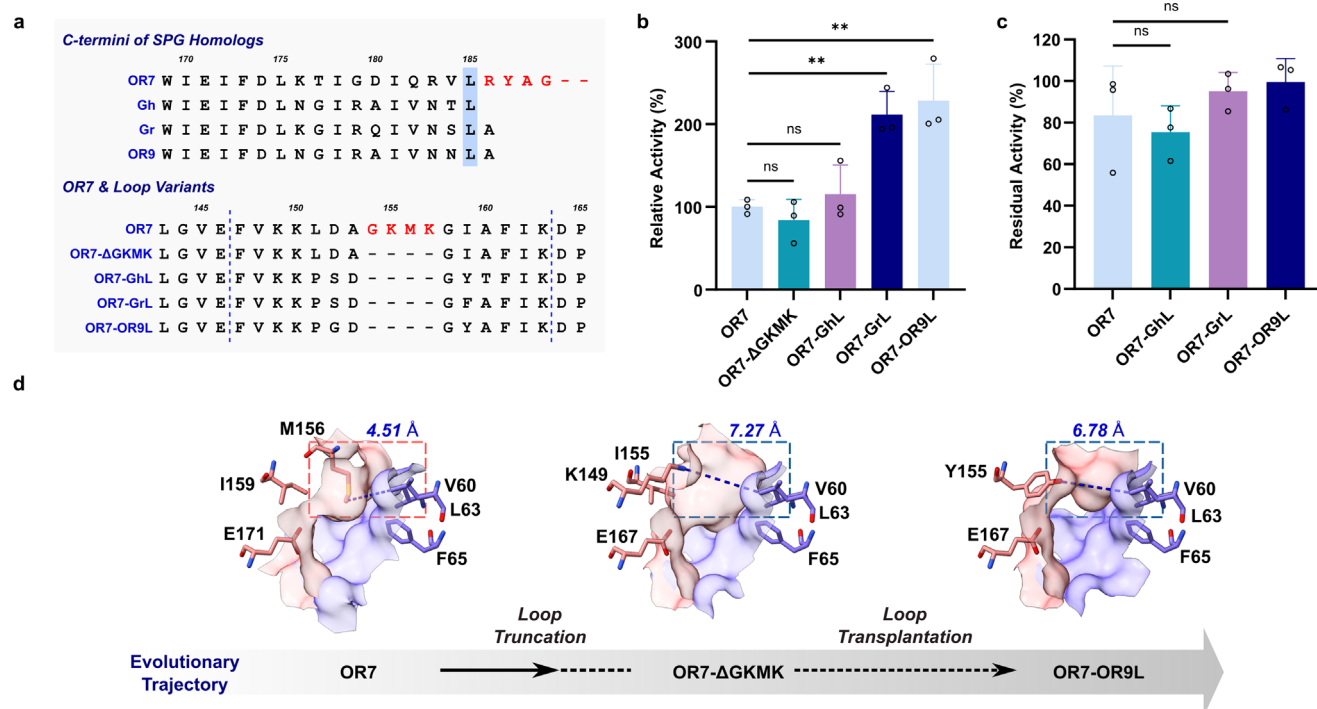 a
C-termini of SPG Homologs
170 175 180 185
OR7 W I E I F D L K T I G D I Q R V L R Y A G - -
Gh W I E I F D L N G I R A I V N T L
Gr W I E I F D L K G I R Q I V N S L A
OR9 W I E I F D L N G I R A I V N N L A
OR7 & Loop Variants
145 150 155 160 165
OR7 L G V E F V K K L D A G K M K G I A F I K D P
OR7-ΔGKMK L G V E F V K K L D A - - - - G I A F I K D P
OR7-GhL L G V E F V K K P S D - - - - G Y T F I K D P
OR7-GrL L G V E F V K K P S D - - - - G F A F I K D P
OR7-OR9L L G V E F V K K P G D - - - - G Y A F I K D P
b
Relative Activity (%)
300
200
100
0
**
**
ns
ns
OR7
OR7-ΔGKMK
OR7-GhL
OR7-GrL
OR7-OR9L
c
Residual Activity (%)
120
100
80
60
40
20
0
ns
ns
OR7
OR7-GhL
OR7-GrL
OR7-OR9L
d
M156
4.51 Å
I159
V60
L63
E171
F65
7.27 Å
I155
K149
V60
L63
E167
F65
6.78 Å
Y155
V60
L63
E167
F65
Loop
Truncation
Loop
Transplantation
Evolutionary
Trajectory
OR7
OR7-ΔGKMK
OR7-OR9L